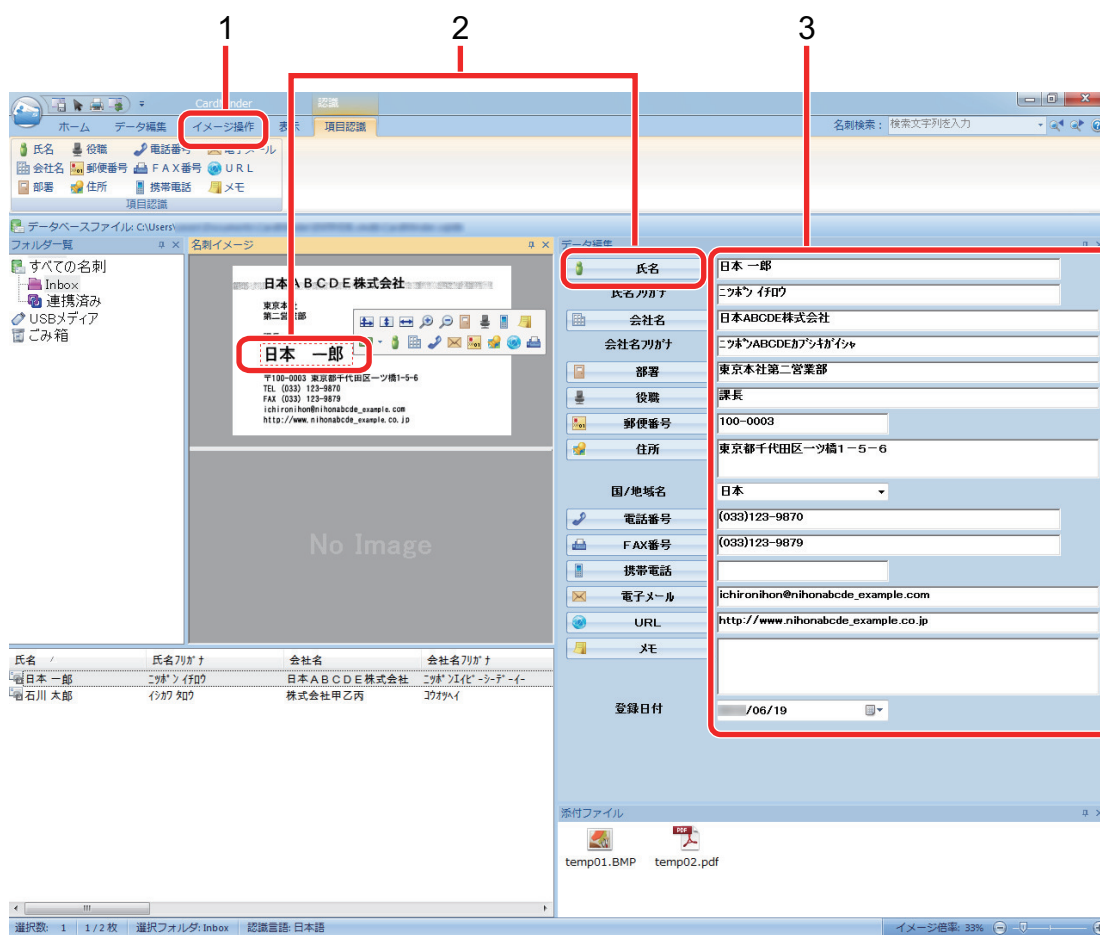 1
2
3
CardMinder
認識
ホーム データ編集 イメージ操作 表示 項目認識
名刺検索: 検索文字列を入力
氏名 役職 電話番号 電子メール
会社名 郵便番号 FAX番号 URL
部署 住所 携帯電話 メモ
項目認識
データベースファイル: C:\Users\
フォルダ一覧
すべての名刺
Inbox
連携済み
USBメディア
ごみ箱
名刺イメージ
日本ABCDE株式会社
東京本社
第二営業部
日本 一郎
〒100-0003 東京都千代田区一ツ橋1-5-6
TEL (033) 123-9870
FAX (033) 123-9879
ichironihon@nihonabcde_example.com
http://www.nihonabcde_example.co.jp
No Image
データ編集
氏名 日本 一郎
氏名フリガナ ニツホ゜ン イチロウ
会社名 日本ABCDE株式会社
会社名フリガナ ニツホ゜ンABCDEカブシキガイシャ
部署 東京本社第二営業部
役職 課長
郵便番号 100-0003
住所 東京都千代田区一ツ橋1-5-6
国/地域名 日本
電話番号 (033)123-9870
FAX番号 (033)123-9879
携帯電話
電子メール ichironihon@nihonabcde_example.com
URL http://www.nihonabcde_example.co.jp
メモ
登録日付 /06/19
氏名 氏名フリガナ 会社名 会社名フリガナ
日本 一郎 ニツポン イチロウ 日本ABCDE株式会社 ニツポンエイビーシーデーイー
石川 太郎 イシカワ タロウ 株式会社甲乙丙 コウオツヘイ
添付ファイル
PDF
temp01.BMP temp02.pdf
選択数: 1 1/2枚 選択フォルダ: Inbox 認識言語: 日本語 イメージ倍率: 33%